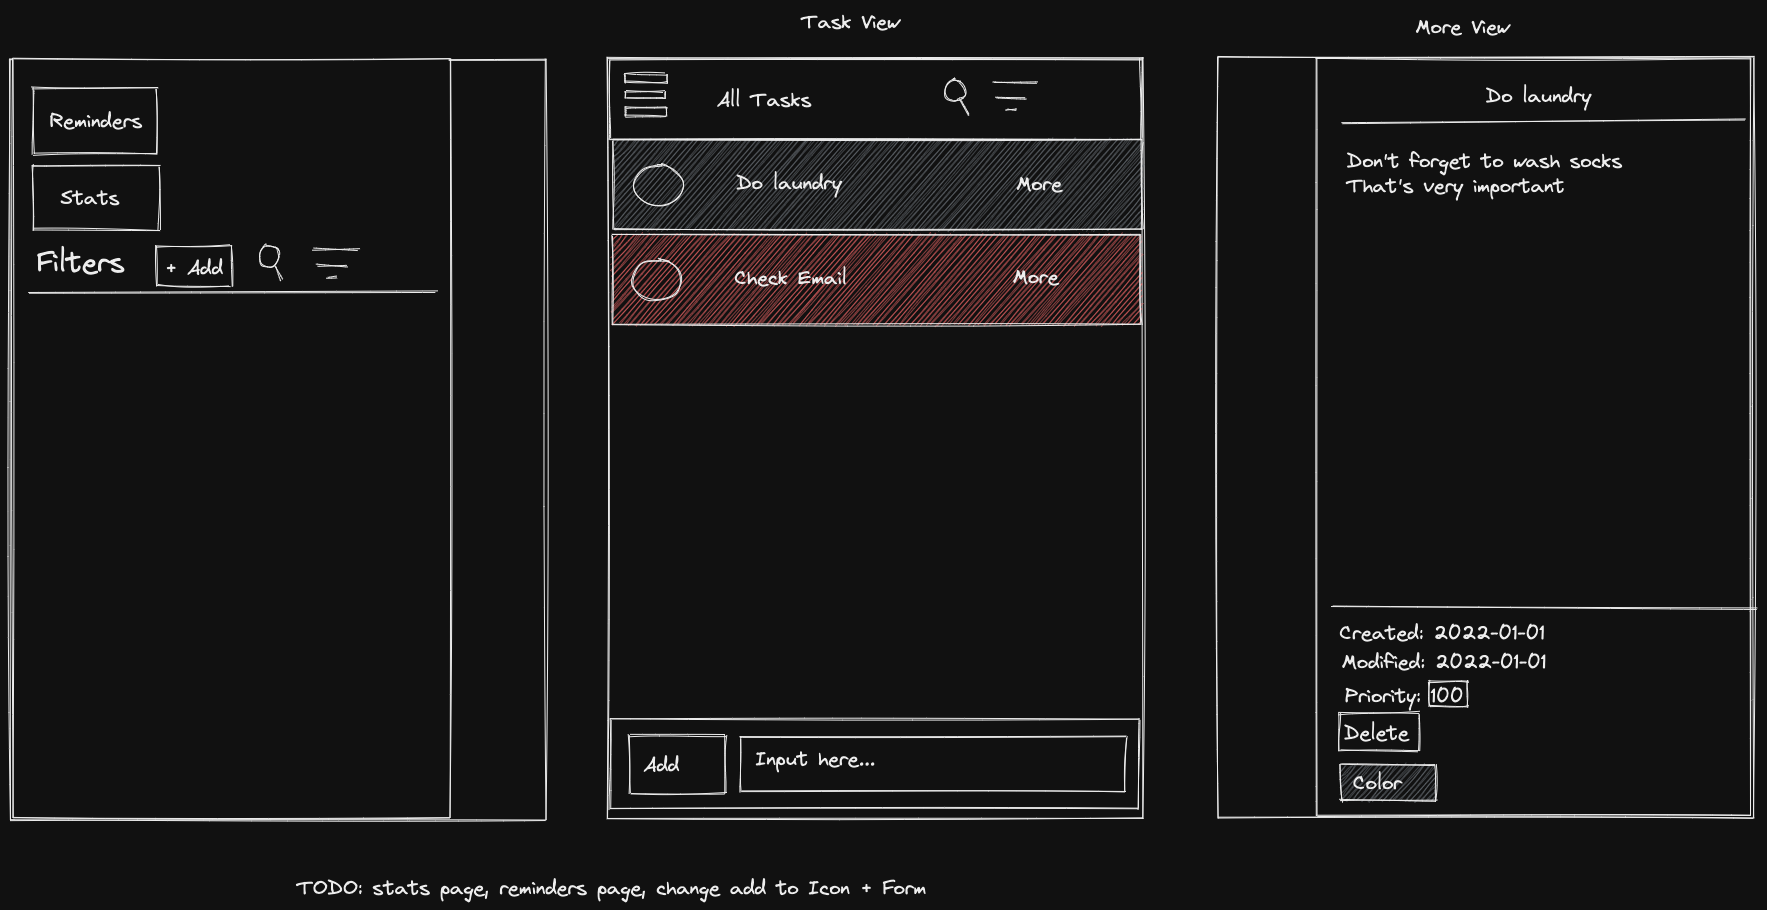 Task View
More View
Reminders
Stats
Filters
+ Add
All Tasks
Do laundry
More
Check Email
More
Add
Input here...
Do laundry
Don't forget to wash socks
That's very important
Created: 2022-01-01
Modified: 2022-01-01
Priority: 100
Delete
Color
TODO: stats page, reminders page, change add to Icon + Form